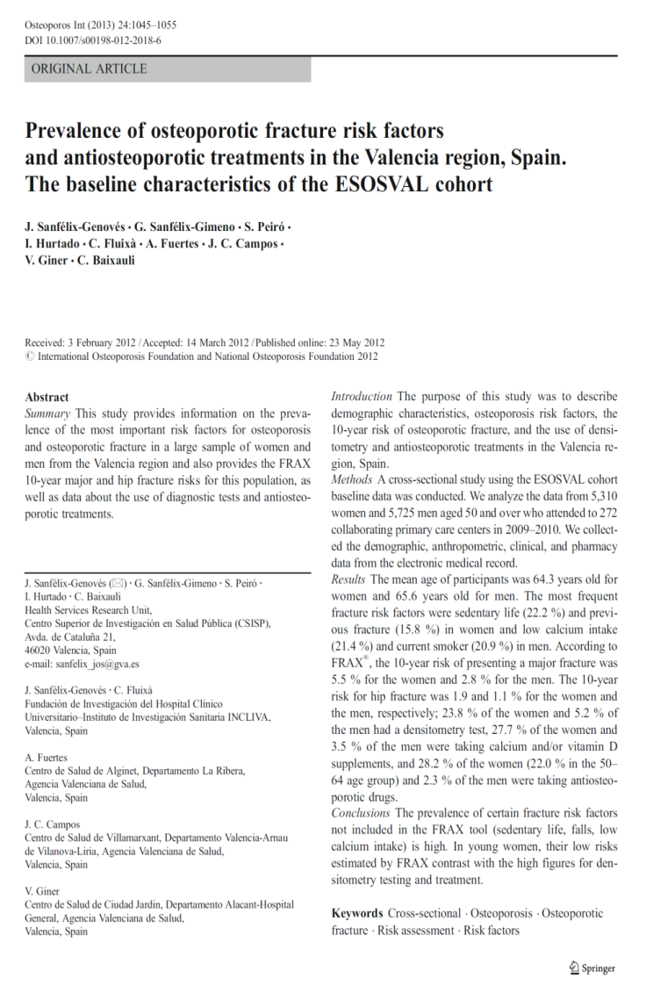 Osteoporos Int (2013) 24:1045–1055
DOI 10.1007/s00198-012-2018-6
ORIGINAL ARTICLE
Prevalence of osteoporotic fracture risk factors
and antiosteoporotic treatments in the Valencia region, Spain.
The baseline characteristics of the ESOSVAL cohort
J. Sanfélix-Genovés · G. Sanfélix-Gimeno · S. Peiró ·
I. Hurtado · C. Fluixà · A. Fuertes · J. C. Campos ·
V. Giner · C. Baixauli
Received: 3 February 2012 / Accepted: 14 March 2012 / Published online: 23 May 2012
© International Osteoporosis Foundation and National Osteoporosis Foundation 2012
Abstract
Summary This study provides information on the preva-
lence of the most important risk factors for osteoporosis
and osteoporotic fracture in a large sample of women and
men from the Valencia region and also provides the FRAX
10-year major and hip fracture risks for this population, as
well as data about the use of diagnostic tests and antiosteo-
porotic treatments.
J. Sanfélix-Genovés (✉) · G. Sanfélix-Gimeno · S. Peiró ·
I. Hurtado · C. Baixauli
Health Services Research Unit,
Centro Superior de Investigación en Salud Pública (CSISP),
Avda. de Cataluña 21,
46020 Valencia, Spain
e-mail: sanfelix_jos@gva.es
J. Sanfélix-Genovés · C. Fluixà
Fundación de Investigación del Hospital Clínico
Universitario–Instituto de Investigación Sanitaria INCLIVA,
Valencia, Spain
A. Fuertes
Centro de Salud de Alginet, Departamento La Ribera,
Agencia Valenciana de Salud,
Valencia, Spain
J. C. Campos
Centro de Salud de Villamarxant, Departamento Valencia-Arnau
de Vilanova-Liria, Agencia Valenciana de Salud,
Valencia, Spain
V. Giner
Centro de Salud de Ciudad Jardin, Departamento Alacant-Hospital
General, Agencia Valenciana de Salud,
Valencia, Spain
Introduction The purpose of this study was to describe
demographic characteristics, osteoporosis risk factors, the
10-year risk of osteoporotic fracture, and the use of densi-
tometry and antiosteoporotic treatments in the Valencia re-
gion, Spain.
Methods A cross-sectional study using the ESOSVAL cohort
baseline data was conducted. We analyze the data from 5,310
women and 5,725 men aged 50 and over who attended to 272
collaborating primary care centers in 2009–2010. We collect-
ed the demographic, anthropometric, clinical, and pharmacy
data from the electronic medical record.
Results The mean age of participants was 64.3 years old for
women and 65.6 years old for men. The most frequent
fracture risk factors were sedentary life (22.2 %) and previ-
ous fracture (15.8 %) in women and low calcium intake
(21.4 %) and current smoker (20.9 %) in men. According to
FRAX®, the 10-year risk of presenting a major fracture was
5.5 % for the women and 2.8 % for the men. The 10-year
risk for hip fracture was 1.9 and 1.1 % for the women and
the men, respectively; 23.8 % of the women and 5.2 % of
the men had a densitometry test, 27.7 % of the women and
3.5 % of the men were taking calcium and/or vitamin D
supplements, and 28.2 % of the women (22.0 % in the 50–
64 age group) and 2.3 % of the men were taking antiosteo-
porotic drugs.
Conclusions The prevalence of certain fracture risk factors
not included in the FRAX tool (sedentary life, falls, low
calcium intake) is high. In young women, their low risks
estimated by FRAX contrast with the high figures for den-
sitometry testing and treatment.
Keywords Cross-sectional · Osteoporosis · Osteoporotic
fracture · Risk assessment · Risk factors
Springer